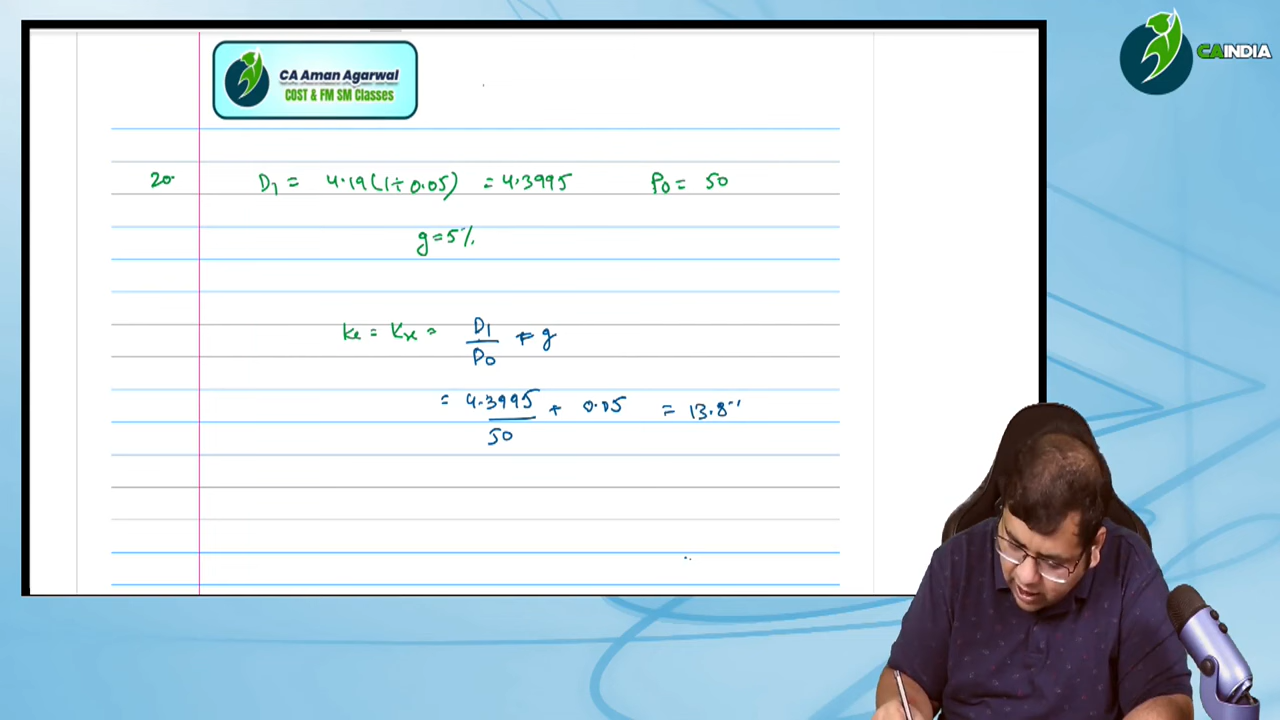 CAINDIA
CA Aman Agarwal
COST & FM SM Classes
20. D₁ = 4.19(1+0.05) = 4.3995 P₀ = 50
g=5%
Ke = Kr = D₁/P₀ + g
= 4.3995/50 + 0.05 = 13.8%